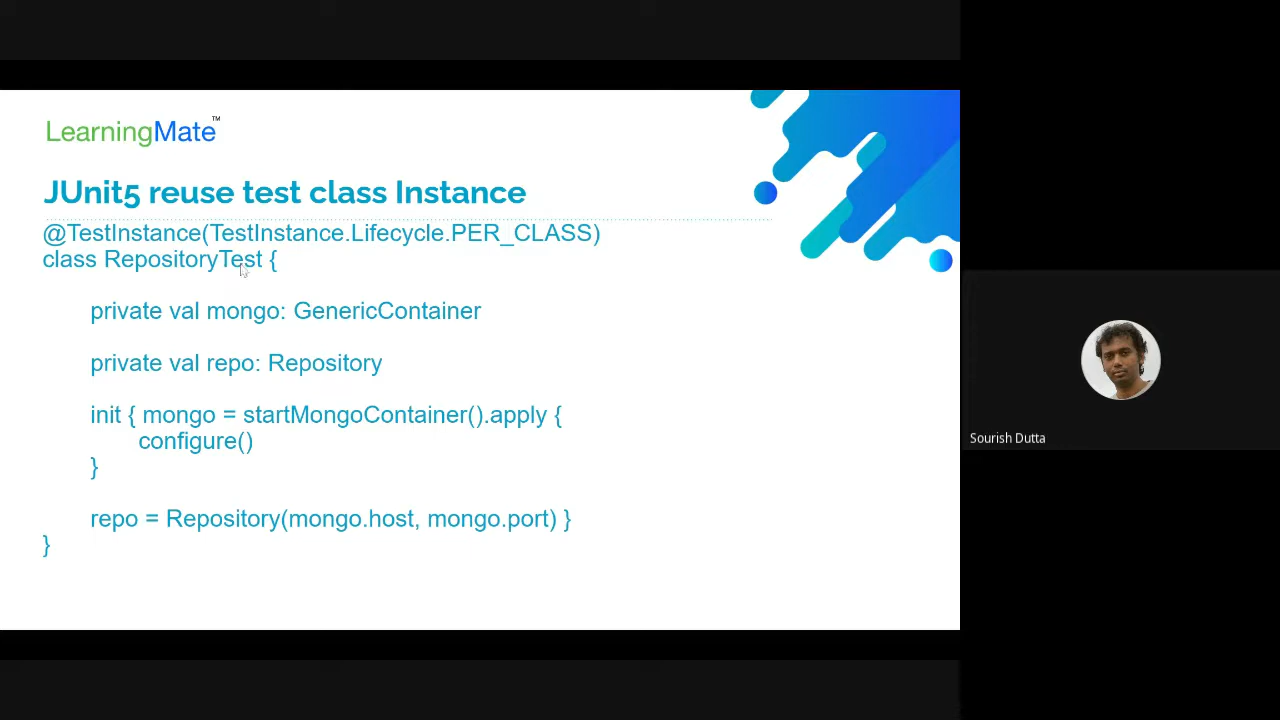 LearningMate™
JUnit5 reuse test class Instance
@TestInstance(TestInstance.Lifecycle.PER_CLASS)
class RepositoryTest {
private val mongo: GenericContainer
private val repo: Repository
init { mongo = startMongoContainer().apply {
configure()
}
repo = Repository(mongo.host, mongo.port) }
}
Sourish Dutta